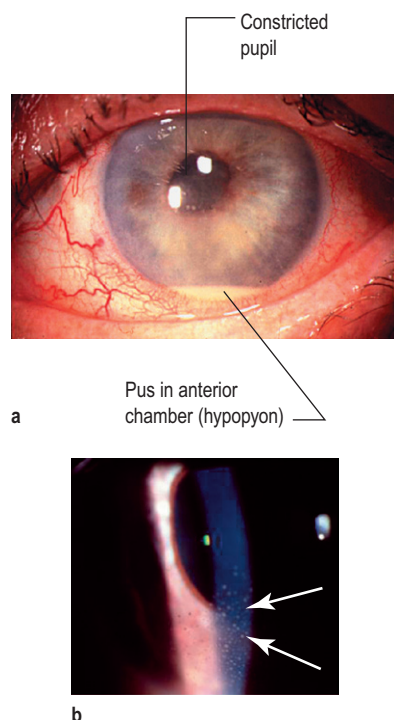 Constricted
pupil
Pus in anterior
chamber (hypopyon)
a
b